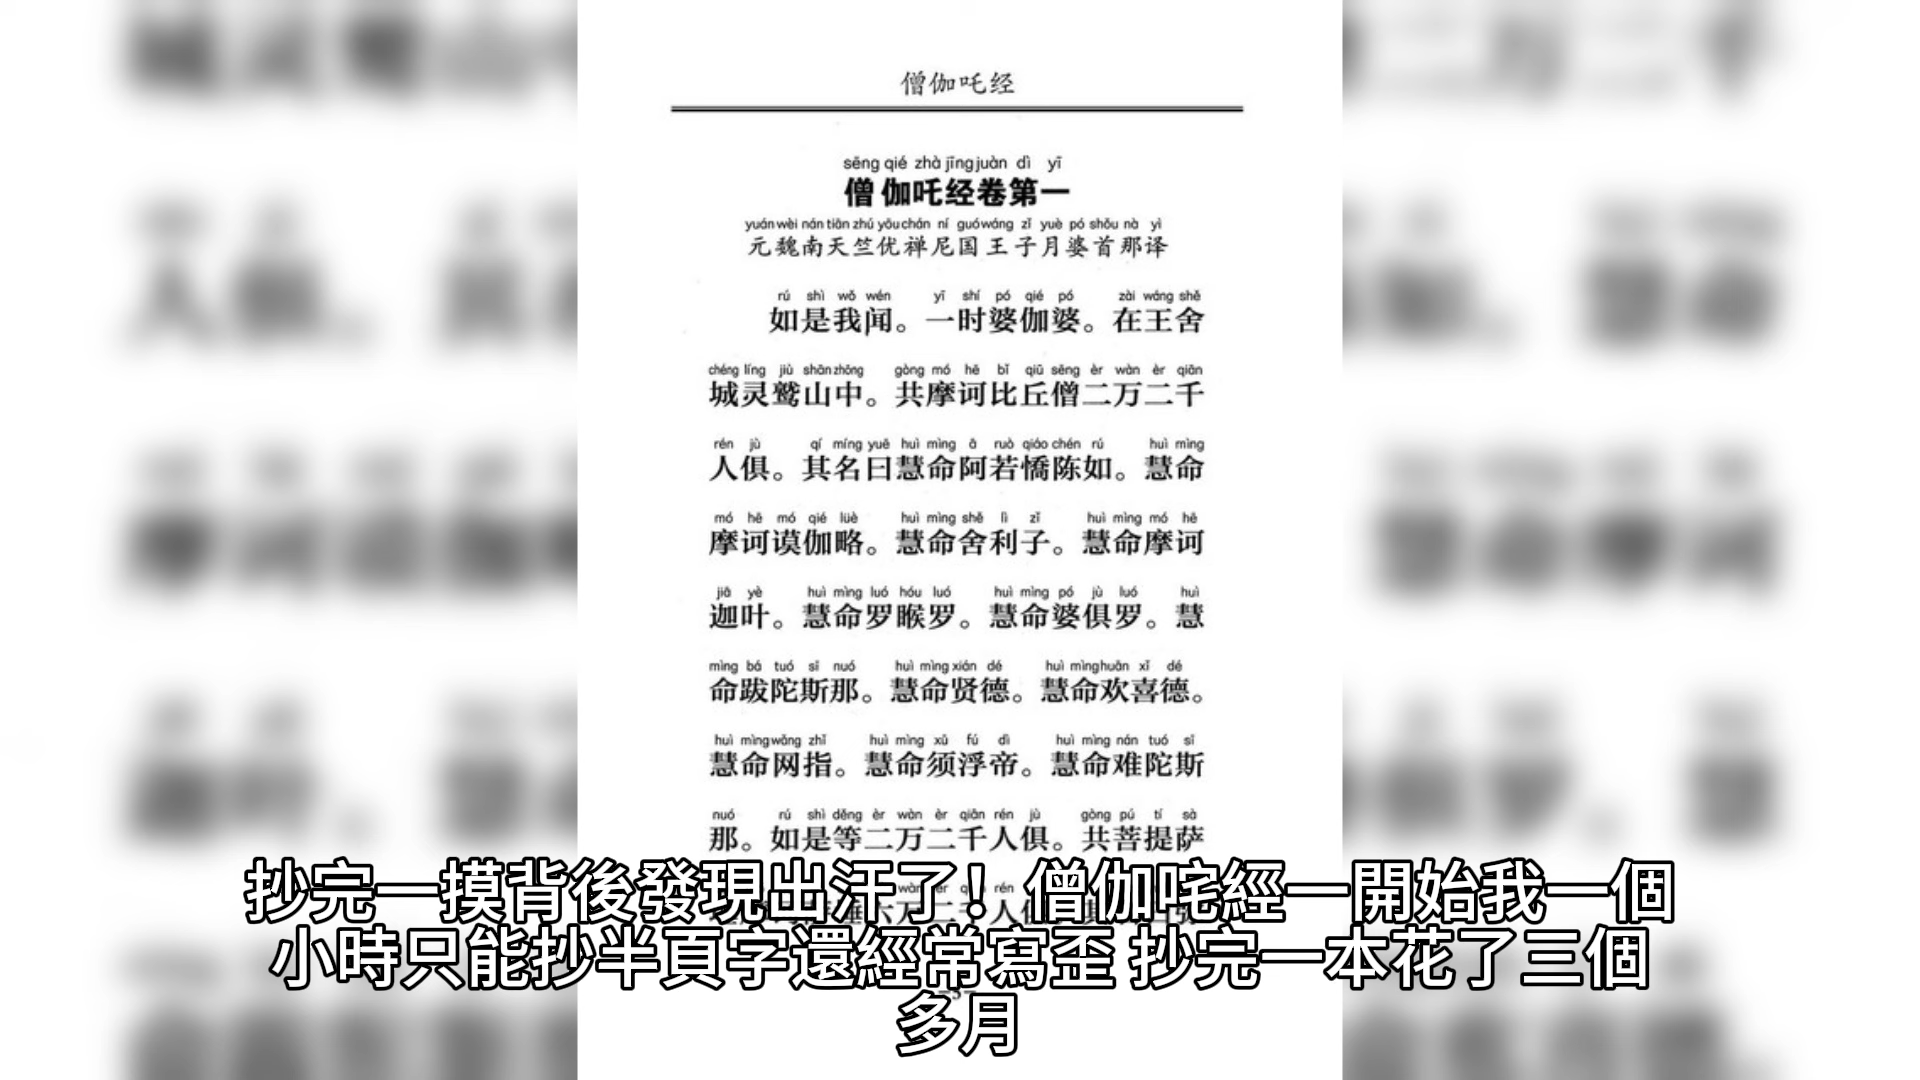 僧伽吒经
sēng qié zhà jīng juàn dì yī
僧伽吒经卷第一
yuán wèi nán tiān zhú yōu chán ní guó wáng zǐ yuè pó shǒu nà yì
元魏南天竺优禅尼国王子月婆首那译
rú shì wǒ wén yī shí pó qié pó zài wáng shě
如是我闻。一时婆伽婆。在王舍
chéng líng jiù shān zhōng gòng mó hē bǐ qiū sēng èr wàn èr qiān
城灵鹫山中。共摩诃比丘僧二万二千
rén jù qí míng yuē huì mìng ā ruò qiáo chén rú huì mìng
人俱。其名曰慧命阿若憍陈如。慧命
mó hē mó qié lüè huì mìng shě lì zǐ huì mìng mó hē
摩诃谟伽略。慧命舍利子。慧命摩诃
jiā yè huì mìng luó hóu luó huì mìng pó jù luó huì
迦叶。慧命罗睺罗。慧命婆俱罗。慧
mìng bá tuó sī nuó huì mìng xián dé huì mìng huān xǐ dé
命跋陀斯那。慧命贤德。慧命欢喜德。
huì mìng wǎng zhǐ huì mìng xū fú dì huì mìng nán tuó sī
慧命网指。慧命须浮帝。慧命难陀斯
nuó rú shì děng èr wàn èr qiān rén jù gòng pú tí sà
那。如是等二万二千人俱。共菩提萨
抄完一摸背後發現出汗了！僧伽吒經一開始我一個
小時只能抄半頁字還經常寫歪 抄完一本花了三個
多月